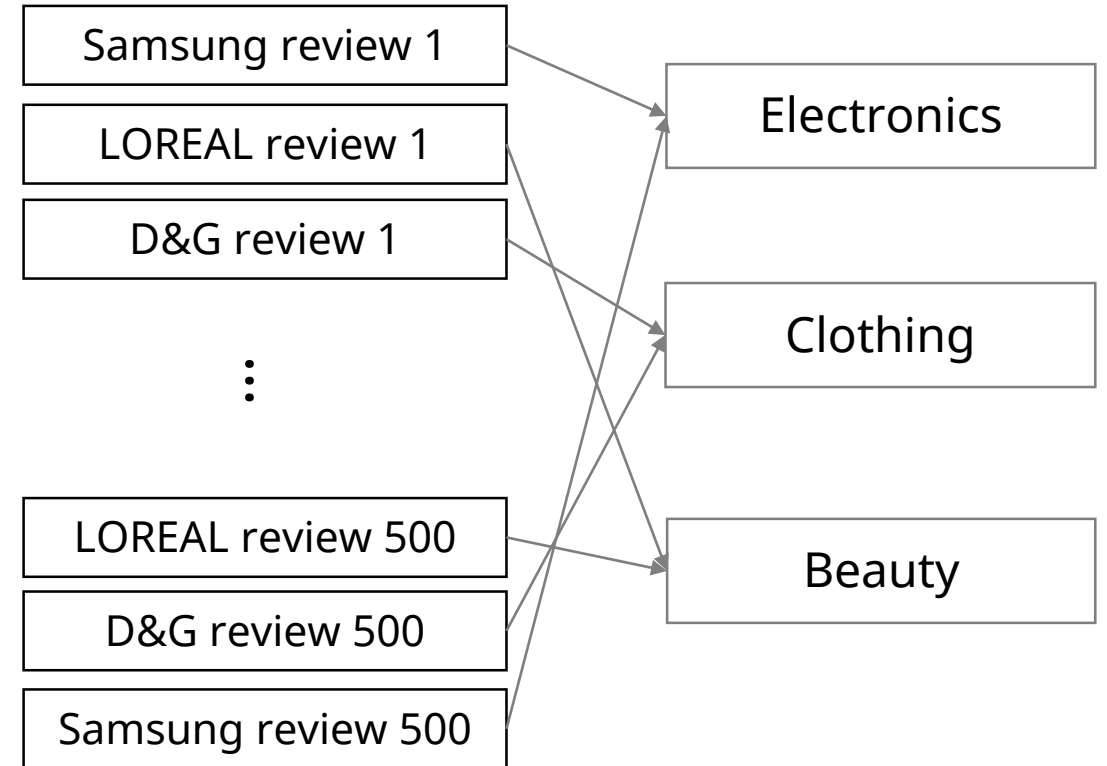 Samsung review 1
LOREAL review 1
D&G review 1
⋮
LOREAL review 500
D&G review 500
Samsung review 500
Electronics
Clothing
Beauty